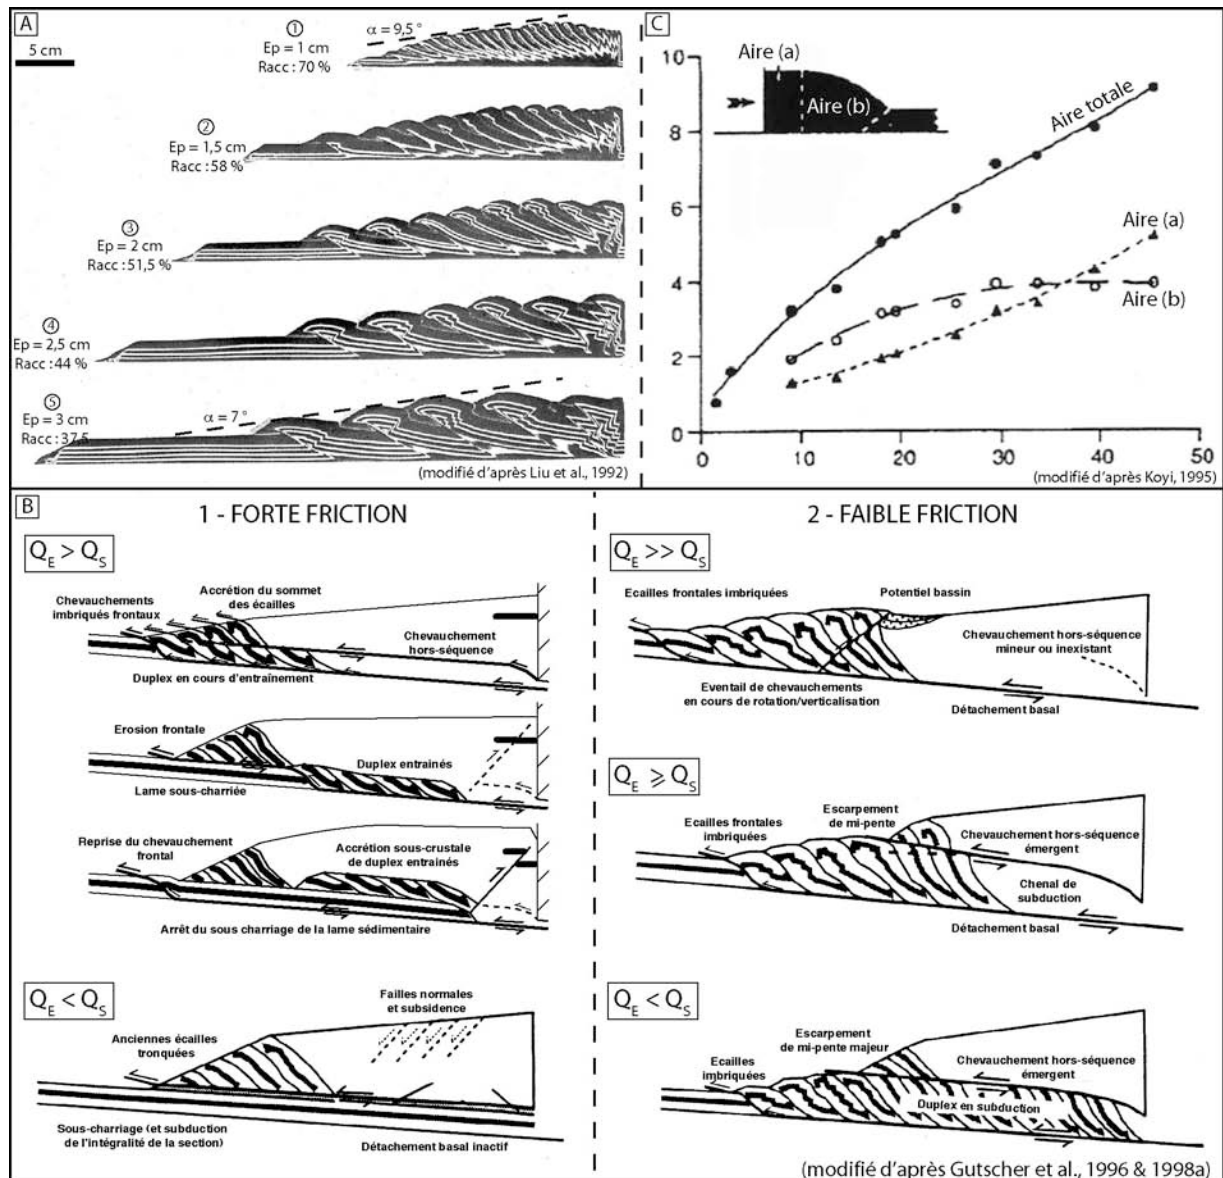 A
5 cm
1
α = 9,5 °
Ep = 1 cm
Racc : 70 %
2
Ep = 1,5 cm
Racc : 58 %
3
Ep = 2 cm
Racc : 51,5 %
4
Ep = 2,5 cm
Racc : 44 %
5
α = 7°
Ep = 3 cm
Racc : 37,5
(modifié d'après Liu et al., 1992)
C
10
8
6
4
2
0
0 10 20 30 40 50
Aire (a)
Aire (b)
Aire totale
Aire (a)
Aire (b)
(modifié d'après Koyi, 1995)
B
1 - FORTE FRICTION
Q_E > Q_S
Accrétion du sommet
des écailles
Chevauchements
imbriqués frontaux
Chevauchement
hors-séquence
Duplex en cours d'entraînement
Erosion frontale
Duplex entrainés
Lame sous-charriée
Reprise du chevauchement
frontal
Accrétion sous-crustale
de duplex entrainés
Arrêt du sous charriage de la lame sédimentaire
Q_E < Q_S
Failles normales
et subsidence
Anciennes écailles
tronquées
Sous-charriage (et subduction
de l'intégralité de la section)
Détachement basal inactif
2 - FAIBLE FRICTION
Q_E >> Q_S
Ecailles frontales imbriquées
Potentiel bassin
Chevauchement hors-séquence
mineur ou inexistant
Eventail de chevauchements
en cours de rotation/verticalisation
Détachement basal
Q_E ⩾ Q_S
Ecailles frontales
imbriquées
Escarpement
de mi-pente
Chevauchement hors-séquence
émergent
Chenal de
subduction
Détachement basal
Q_E < Q_S
Escarpement
de mi-pente majeur
Ecailles
imbriquées
Chevauchement hors-séquence
émergent
Duplex en subduction
(modifié d'après Gutscher et al., 1996 & 1998a)